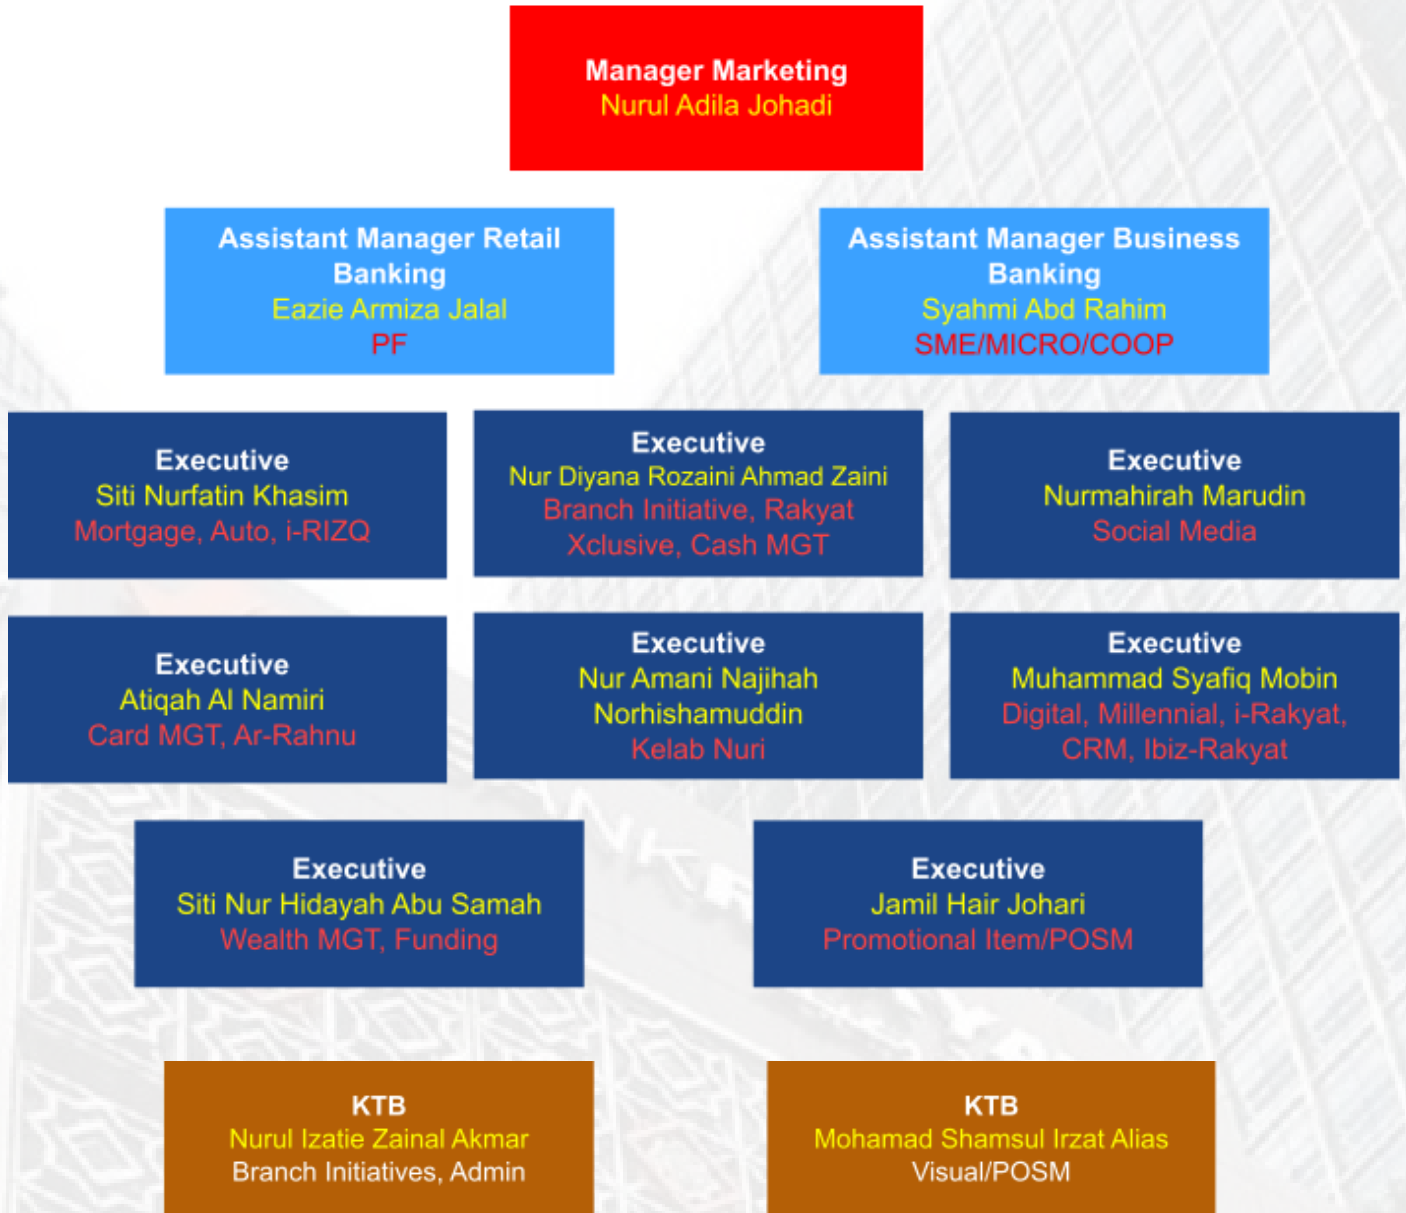 Manager Marketing
Nurul Adila Johadi
Assistant Manager Retail
Banking
Eazie Armiza Jalal
PF
Assistant Manager Business
Banking
Syahmi Abd Rahim
SME/MICRO/COOP
Executive
Siti Nurfatin Khasim
Mortgage, Auto, i-RIZQ
Executive
Nur Diyana Rozaini Ahmad Zaini
Branch Initiative, Rakyat
Xclusive, Cash MGT
Executive
Nurmahirah Marudin
Social Media
Executive
Atiqah Al Namiri
Card MGT, Ar-Rahnu
Executive
Nur Amani Najihah
Norhishamuddin
Kelab Nuri
Executive
Muhammad Syafiq Mobin
Digital, Millennial, i-Rakyat,
CRM, Ibiz-Rakyat
Executive
Siti Nur Hidayah Abu Samah
Wealth MGT, Funding
Executive
Jamil Hair Johari
Promotional Item/POSM
KTB
Nurul Izatie Zainal Akmar
Branch Initiatives, Admin
KTB
Mohamad Shamsul Irzat Alias
Visual/POSM